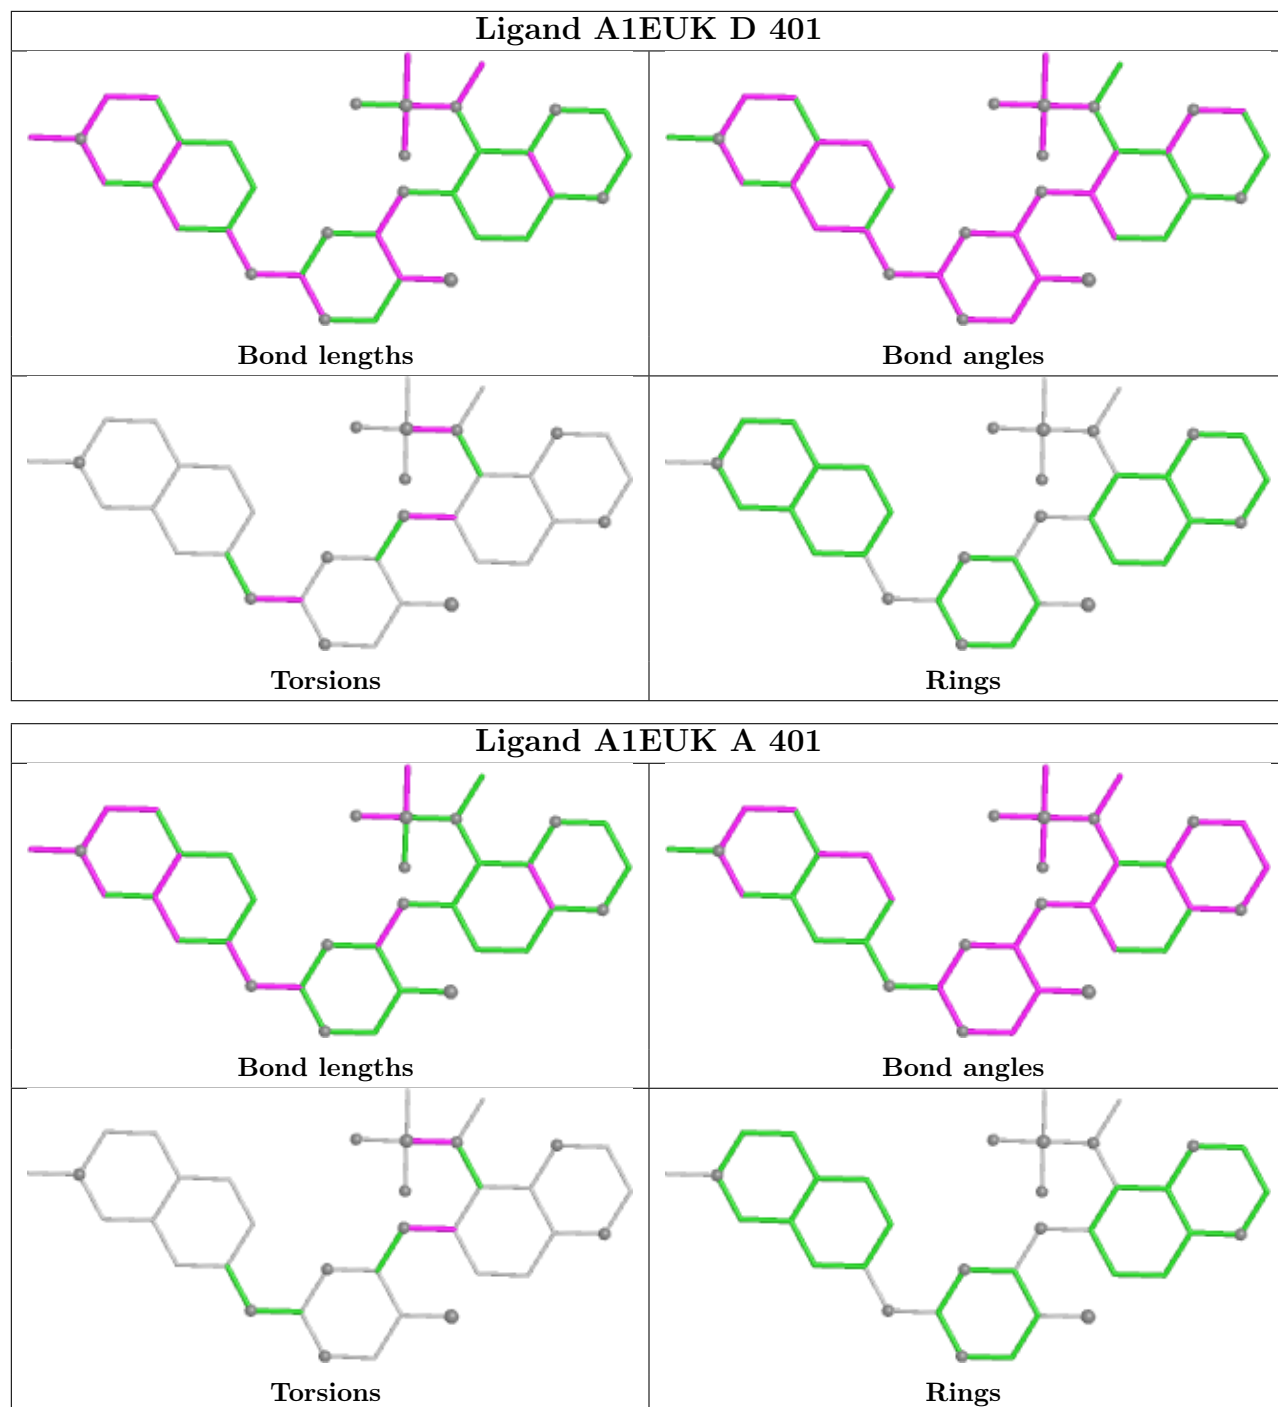 Ligand A1EUK D 401
Bond lengths
Bond angles
Torsions
Rings
Ligand A1EUK A 401
Bond lengths
Bond angles
Torsions
Rings